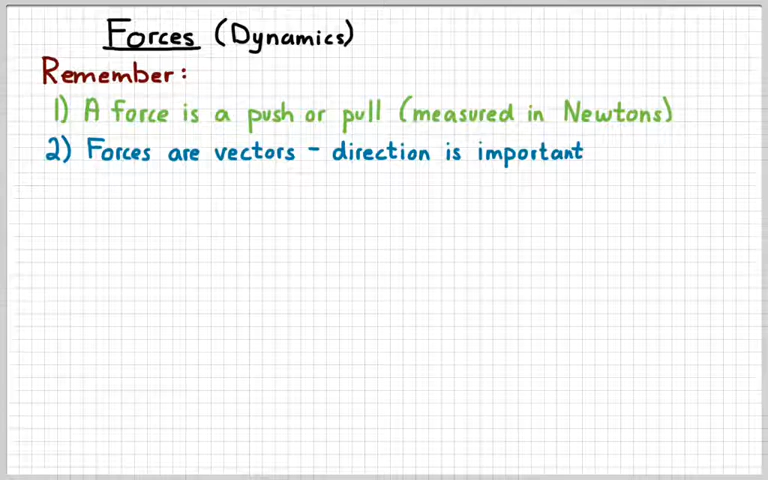 Forces (Dynamics)
Remember:
1) A force is a push or pull (measured in Newtons)
2) Forces are vectors - direction is important